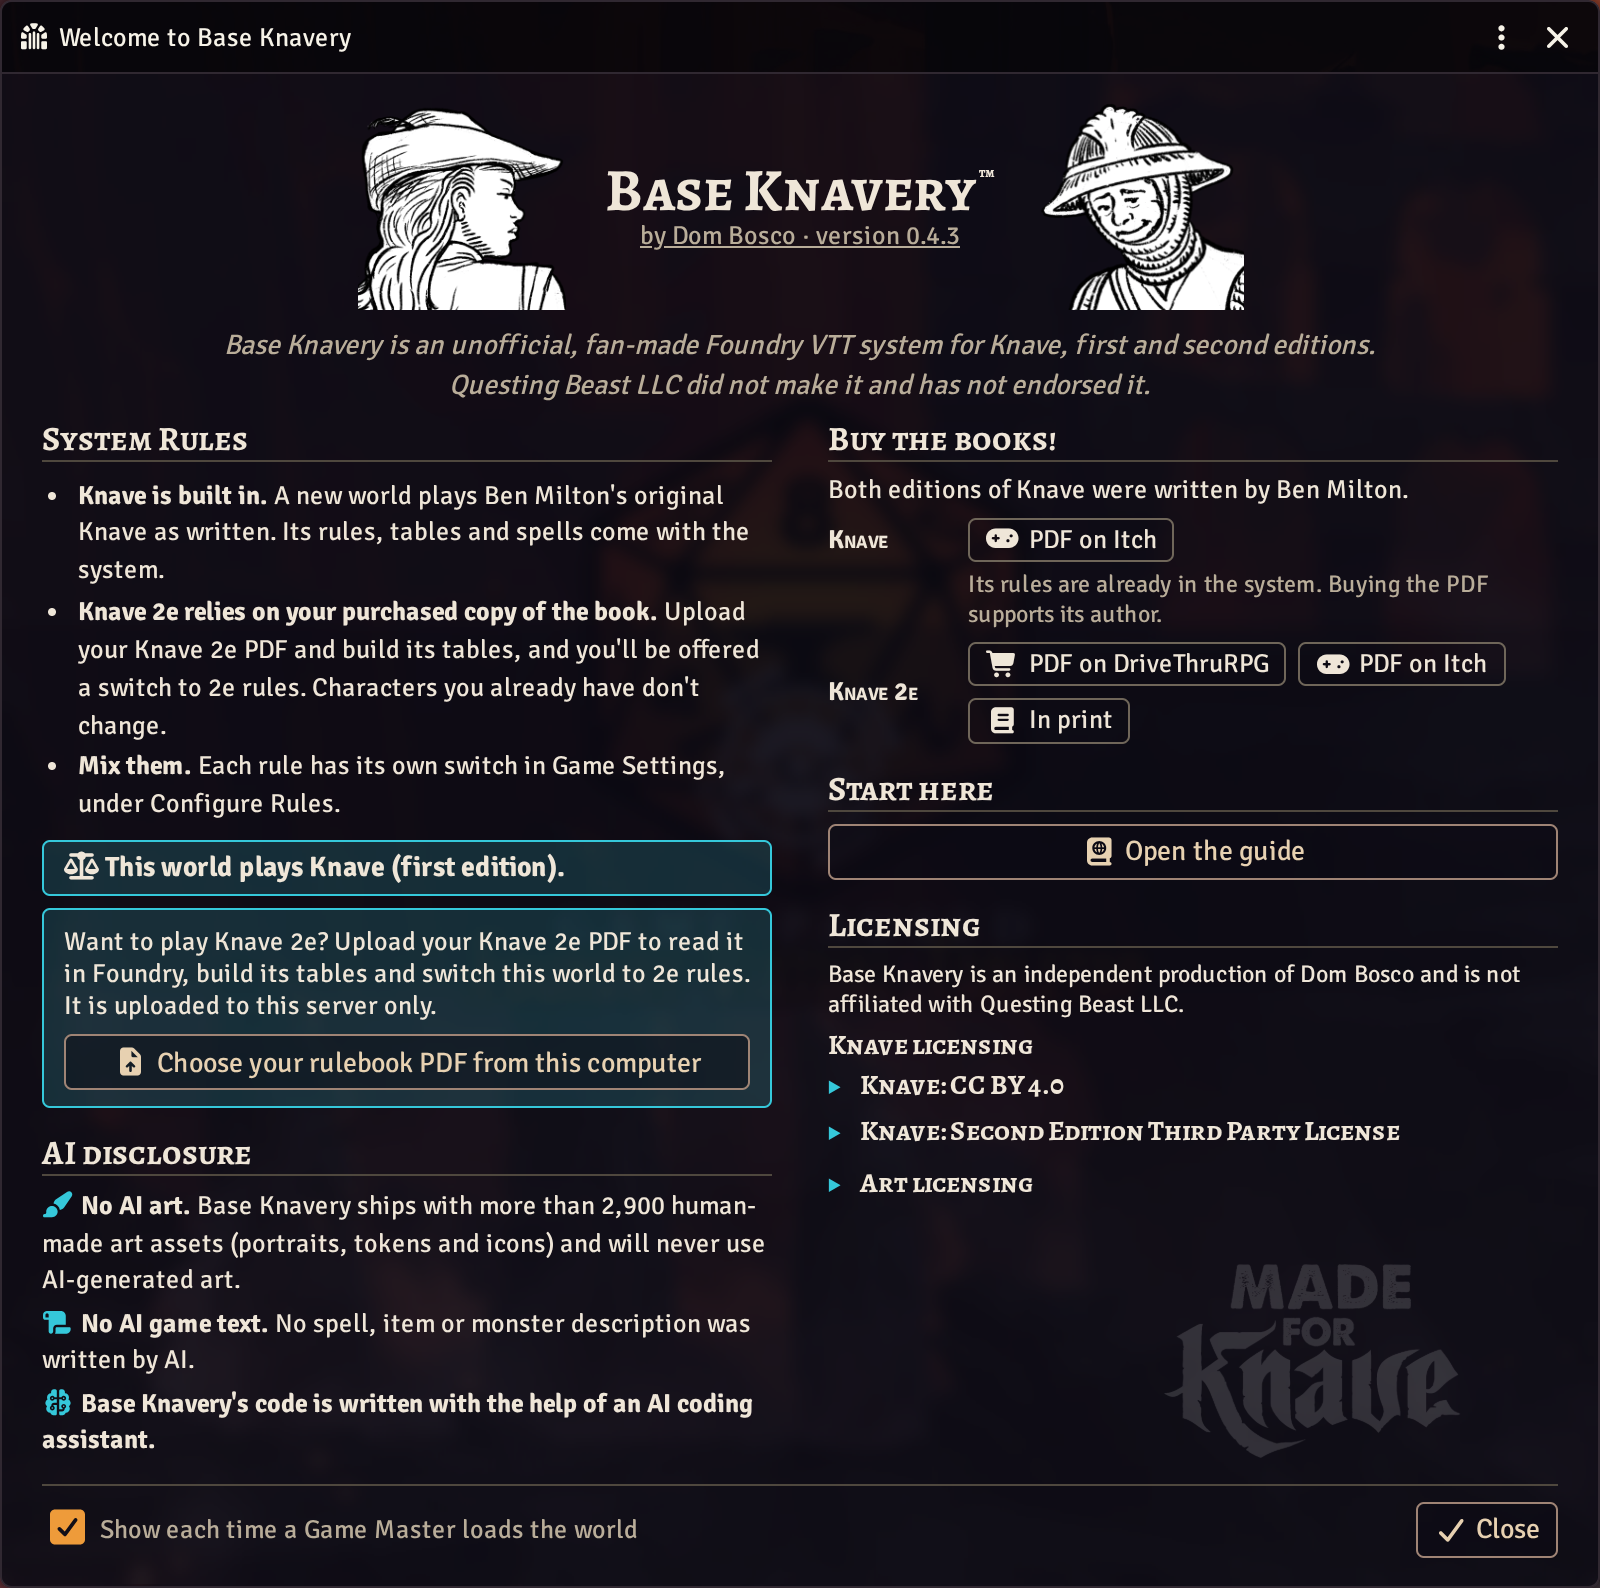 Welcome to Base Knavery
Base Knavery™
by Dom Bosco · version 0.4.3
Base Knavery is an unofficial, fan-made Foundry VTT system for Knave, first and second editions.
Questing Beast LLC did not make it and has not endorsed it.
System Rules
• Knave is built in. A new world plays Ben Milton's original
Knave as written. Its rules, tables and spells come with the
system.
• Knave 2e relies on your purchased copy of the book. Upload
your Knave 2e PDF and build its tables, and you'll be offered
a switch to 2e rules. Characters you already have don't
change.
• Mix them. Each rule has its own switch in Game Settings,
under Configure Rules.
This world plays Knave (first edition).
Want to play Knave 2e? Upload your Knave 2e PDF to read it
in Foundry, build its tables and switch this world to 2e rules.
It is uploaded to this server only.
Choose your rulebook PDF from this computer
AI disclosure
No AI art. Base Knavery ships with more than 2,900 human-
made art assets (portraits, tokens and icons) and will never use
AI-generated art.
No AI game text. No spell, item or monster description was
written by AI.
Base Knavery's code is written with the help of an AI coding
assistant.
Buy the books!
Both editions of Knave were written by Ben Milton.
Knave
PDF on Itch
Its rules are already in the system. Buying the PDF
supports its author.
Knave 2e
PDF on DriveThruRPG
PDF on Itch
In print
Start here
Open the guide
Licensing
Base Knavery is an independent production of Dom Bosco and is not
affiliated with Questing Beast LLC.
Knave licensing
Knave: CC BY 4.0
Knave: Second Edition Third Party License
Art licensing
MADE
FOR
Knave
Show each time a Game Master loads the world
Close